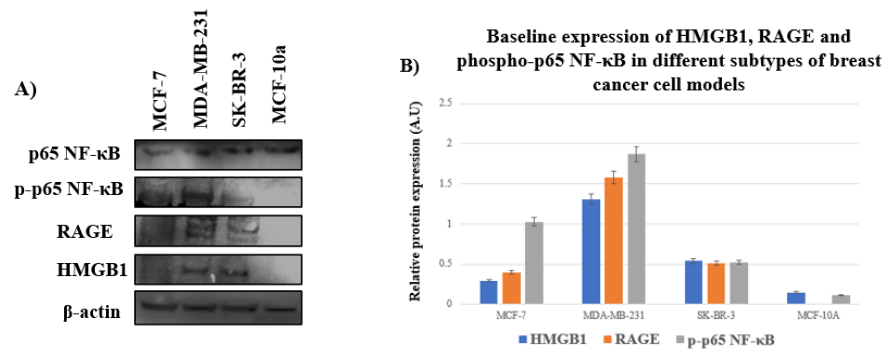 A)
MCF-7
MDA-MB-231
SK-BR-3
MCF-10a
p65 NF-κB
p-p65 NF-κB
RAGE
HMGB1
β-actin
B)
Baseline expression of HMGB1, RAGE and
phospho-p65 NF-κB in different subtypes of breast
cancer cell models
Relative protein expression (A.U)
2.5
2
1.5
1
0.5
0
MCF-7
MDA-MB-231
SK-BR-3
MCF-10A
HMGB1
RAGE
p-p65 NF-κB